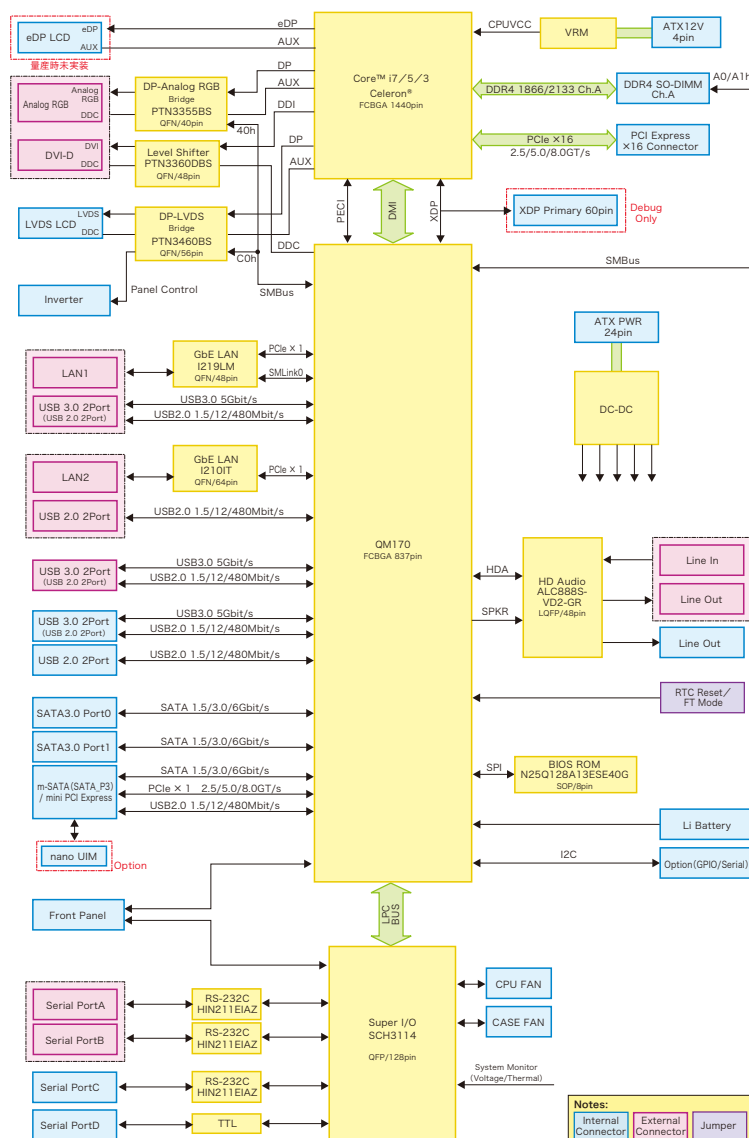 eDP LCD
eDP
AUX
量産時未実装
eDP
AUX
Core™ i7／5／3
Celeron®
FCBGA 1440pin
CPUVCC
VRM
ATX12V
4pin
DDR4 1866/2133 Ch.A
DDR4 SO-DIMM
Ch.A
A0/A1h
PCIe ×16
2.5/5.0/8.0GT/s
PCI Express
×16 Connector
Analog RGB
Analog
RGB
DDC
DP-Analog RGB
Bridge
PTN3355BS
QFN/40pin
DP
AUX
DDI
40h
DVI-D
DVI
DDC
Level Shifter
PTN3360DBS
QFN/48pin
DP
AUX
LVDS LCD
LVDS
DDC
DP-LVDS
Bridge
PTN3460BS
QFN/56pin
C0h
DDC
PECI
DMI
XDP
XDP Primary 60pin
Debug
Only
Inverter
Panel Control
SMBus
SMBus
ATX PWR
24pin
DC-DC
LAN1
GbE LAN
I219LM
QFN/48pin
PCIe × 1
SMLink0
USB 3.0 2Port
(USB 2.0 2Port)
USB3.0 5Gbit/s
USB2.0 1.5/12/480Mbit/s
LAN2
GbE LAN
I210IT
QFN/64pin
PCIe × 1
USB 2.0 2Port
USB2.0 1.5/12/480Mbit/s
QM170
FCBGA 837pin
USB 3.0 2Port
(USB 2.0 2Port)
USB3.0 5Gbit/s
USB2.0 1.5/12/480Mbit/s
USB 3.0 2Port
(USB 2.0 2Port)
USB3.0 5Gbit/s
USB2.0 1.5/12/480Mbit/s
USB 2.0 2Port
USB2.0 1.5/12/480Mbit/s
HDA
SPKR
HD Audio
ALC888S-
VD2-GR
LQFP/48pin
Line In
Line Out
Line Out
RTC Reset／
FT Mode
SATA3.0 Port0
SATA 1.5/3.0/6Gbit/s
SATA3.0 Port1
SATA 1.5/3.0/6Gbit/s
m-SATA(SATA_P3)
/ mini PCI Express
SATA 1.5/3.0/6Gbit/s
PCIe × 1 2.5/5.0/8.0GT/s
USB2.0 1.5/12/480Mbit/s
nano UIM
Option
SPI
BIOS ROM
N25Q128A13ESE40G
SOP/8pin
Li Battery
I2C
Option(GPIO/Serial)
Front Panel
LPC
BUS
Super I/O
SCH3114
QFP/128pin
CPU FAN
CASE FAN
System Monitor
(Voltage/Thermal)
Serial PortA
RS-232C
HIN211EIAZ
Serial PortB
RS-232C
HIN211EIAZ
Serial PortC
RS-232C
HIN211EIAZ
Serial PortD
TTL
Notes:
Internal
Connector
External
Connector
Jumper